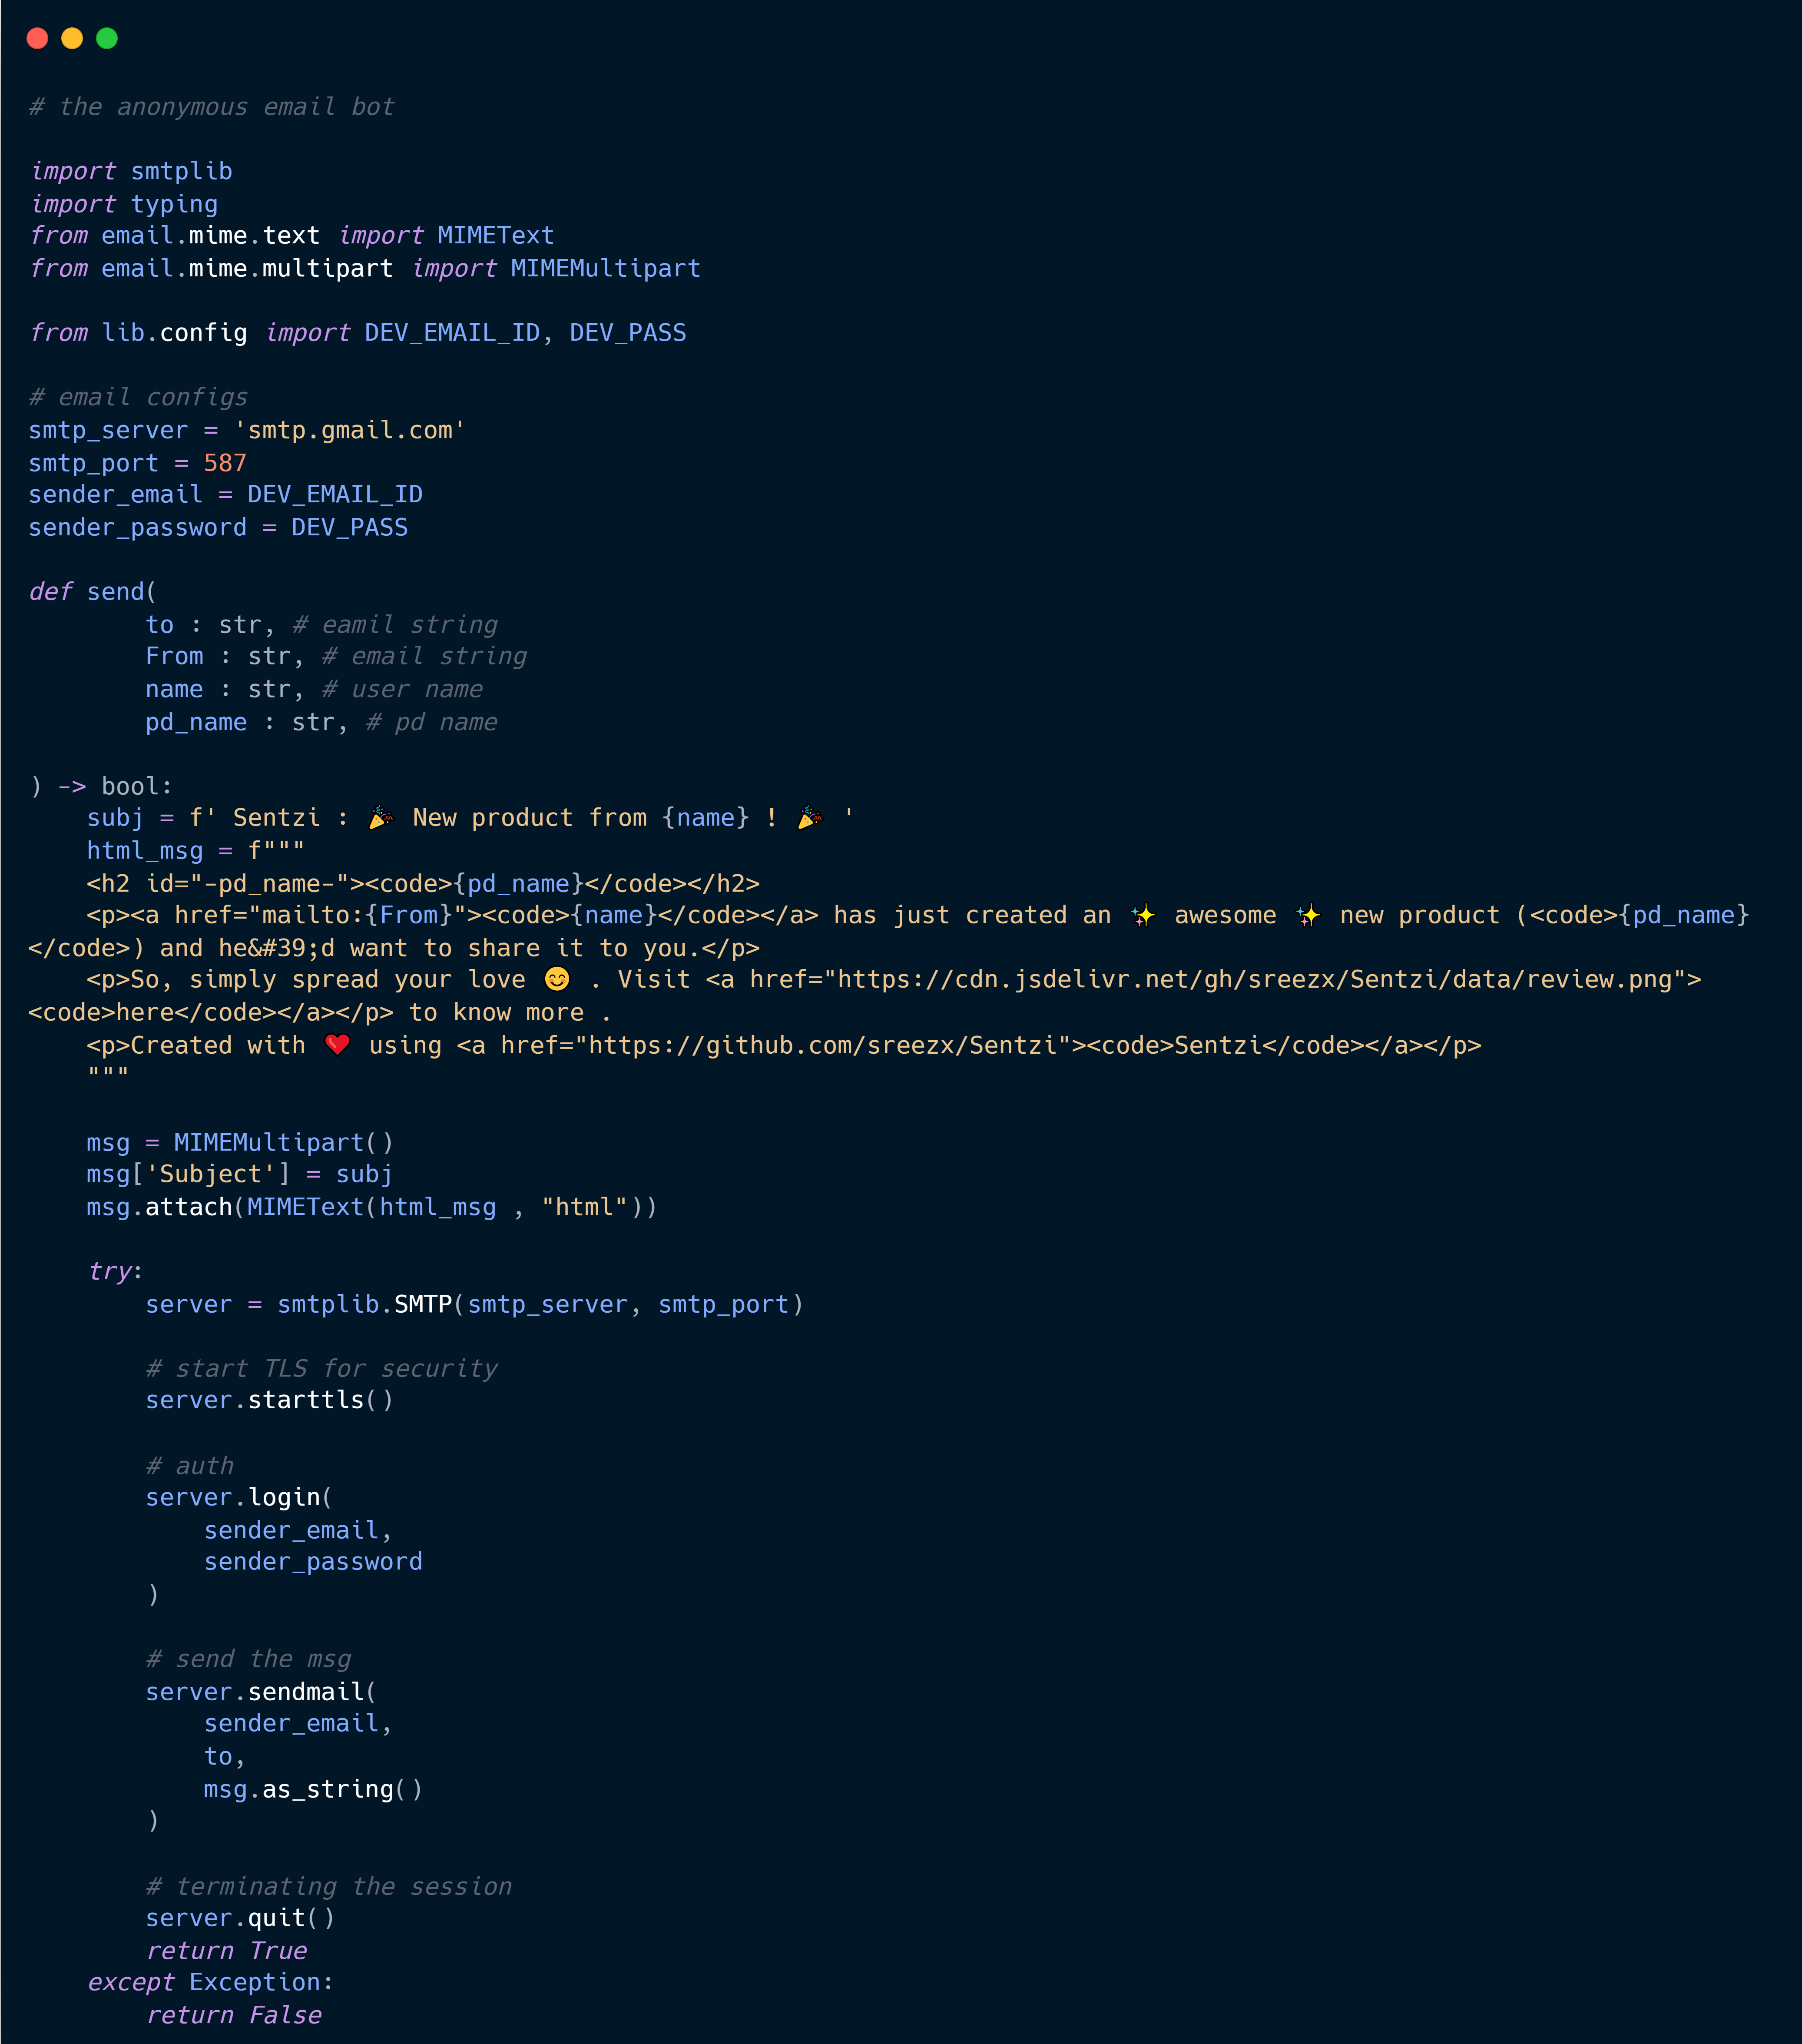 # the anonymous email bot

import smtplib
import typing
from email.mime.text import MIMEText
from email.mime.multipart import MIMEMultipart

from lib.config import DEV_EMAIL_ID, DEV_PASS

# email configs
smtp_server = 'smtp.gmail.com'
smtp_port = 587
sender_email = DEV_EMAIL_ID
sender_password = DEV_PASS

def send(
        to : str, # eamil string
        From : str, # email string
        name : str, # user name
        pd_name : str, # pd name

) -> bool:
    subj = f' Sentzi : 🎉 New product from {name} ! 🎉 '
    html_msg = f"""
    <h2 id="-pd_name-"><code>{pd_name}</code></h2>
    <p><a href="mailto:{From}"><code>{name}</code></a> has just created an ✨ awesome ✨ new product (<code>{pd_name}
</code>) and he&#39;d want to share it to you.</p>
    <p>So, simply spread your love 😊 . Visit <a href="https://cdn.jsdelivr.net/gh/sreezx/Sentzi/data/review.png">
<code>here</code></a></p> to know more .
    <p>Created with ❤️ using <a href="https://github.com/sreezx/Sentzi"><code>Sentzi</code></a></p>
    """

    msg = MIMEMultipart()
    msg['Subject'] = subj
    msg.attach(MIMEText(html_msg , "html"))

    try:
        server = smtplib.SMTP(smtp_server, smtp_port)

        # start TLS for security
        server.starttls()

        # auth
        server.login(
            sender_email,
            sender_password
        )

        # send the msg
        server.sendmail(
            sender_email,
            to,
            msg.as_string()
        )

        # terminating the session
        server.quit()
        return True
    except Exception:
        return False